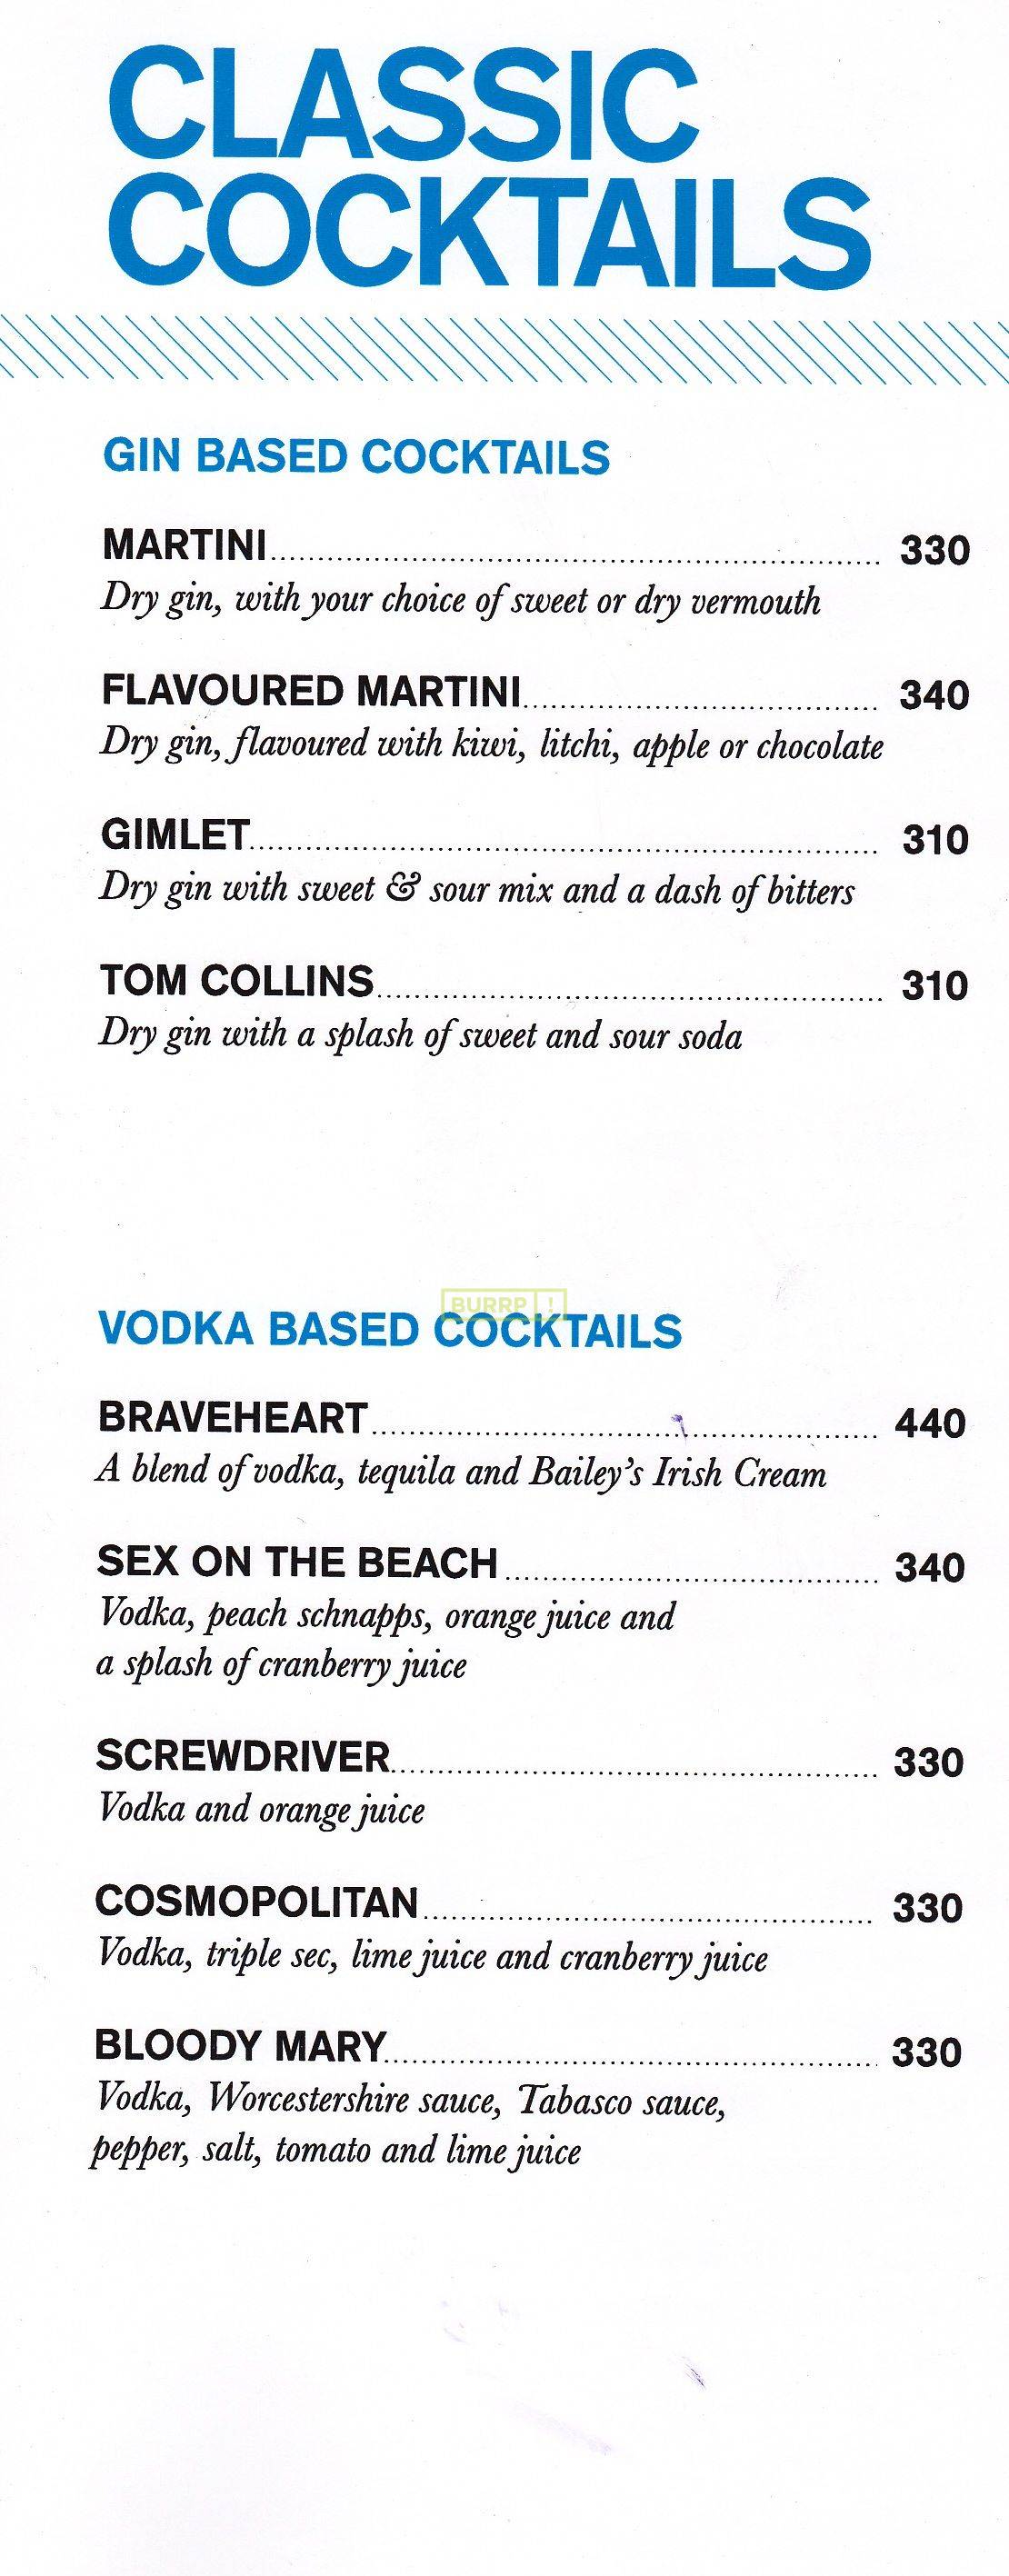 CLASSIC
COCKTAILS
GIN BASED COCKTAILS
MARTINI 330
Dry gin, with your choice of sweet or dry vermouth
FLAVOURED MARTINI 340
Dry gin, flavoured with kiwi, litchi, apple or chocolate
GIMLET 310
Dry gin with sweet & sour mix and a dash of bitters
TOM COLLINS 310
Dry gin with a splash of sweet and sour soda
BURRP!
VODKA BASED COCKTAILS
BRAVEHEART 440
A blend of vodka, tequila and Bailey's Irish Cream
SEX ON THE BEACH 340
Vodka, peach schnapps, orange juice and
a splash of cranberry juice
SCREWDRIVER 330
Vodka and orange juice
COSMOPOLITAN 330
Vodka, triple sec, lime juice and cranberry juice
BLOODY MARY 330
Vodka, Worcestershire sauce, Tabasco sauce,
pepper, salt, tomato and lime juice